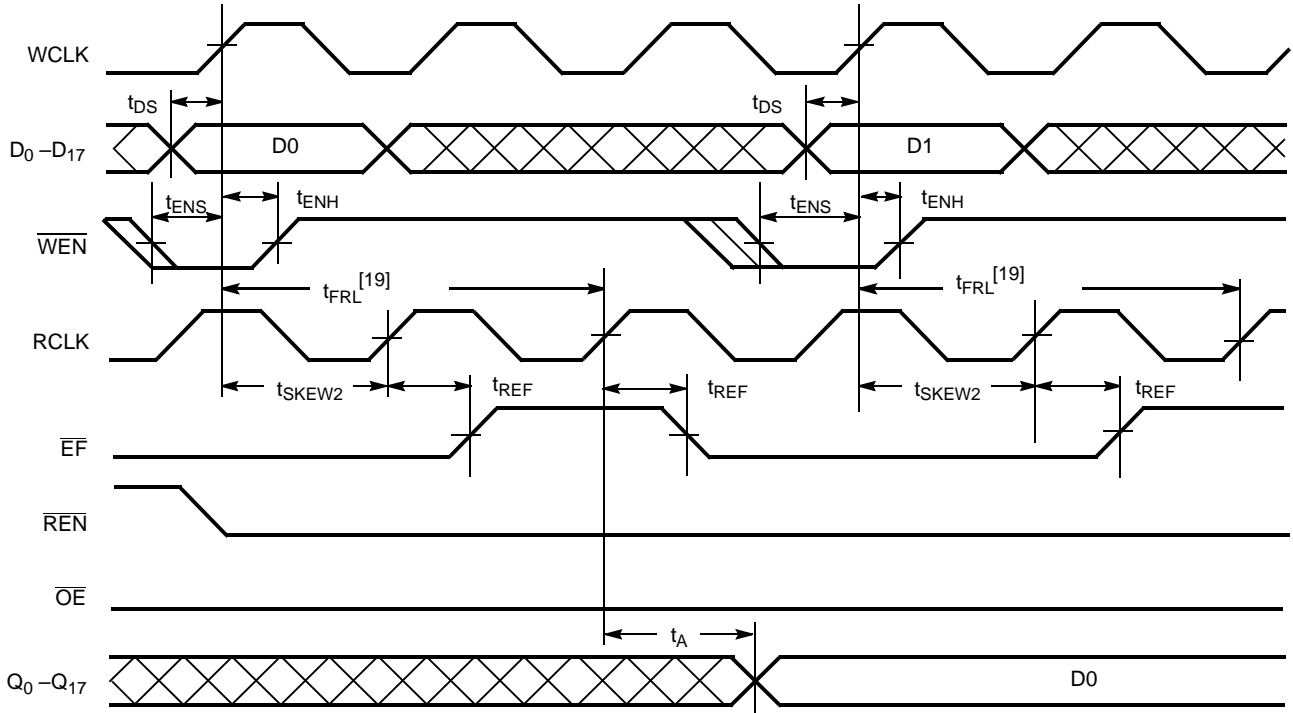 WCLK
tDS tDS
D0 –D17 D0 D1
tENS tENH tENS tENH
WEN
tFRL[19] tFRL[19]
RCLK
tSKEW2 tREF tREF tSKEW2 tREF
EF
REN
OE
tA
Q0 –Q17 D0